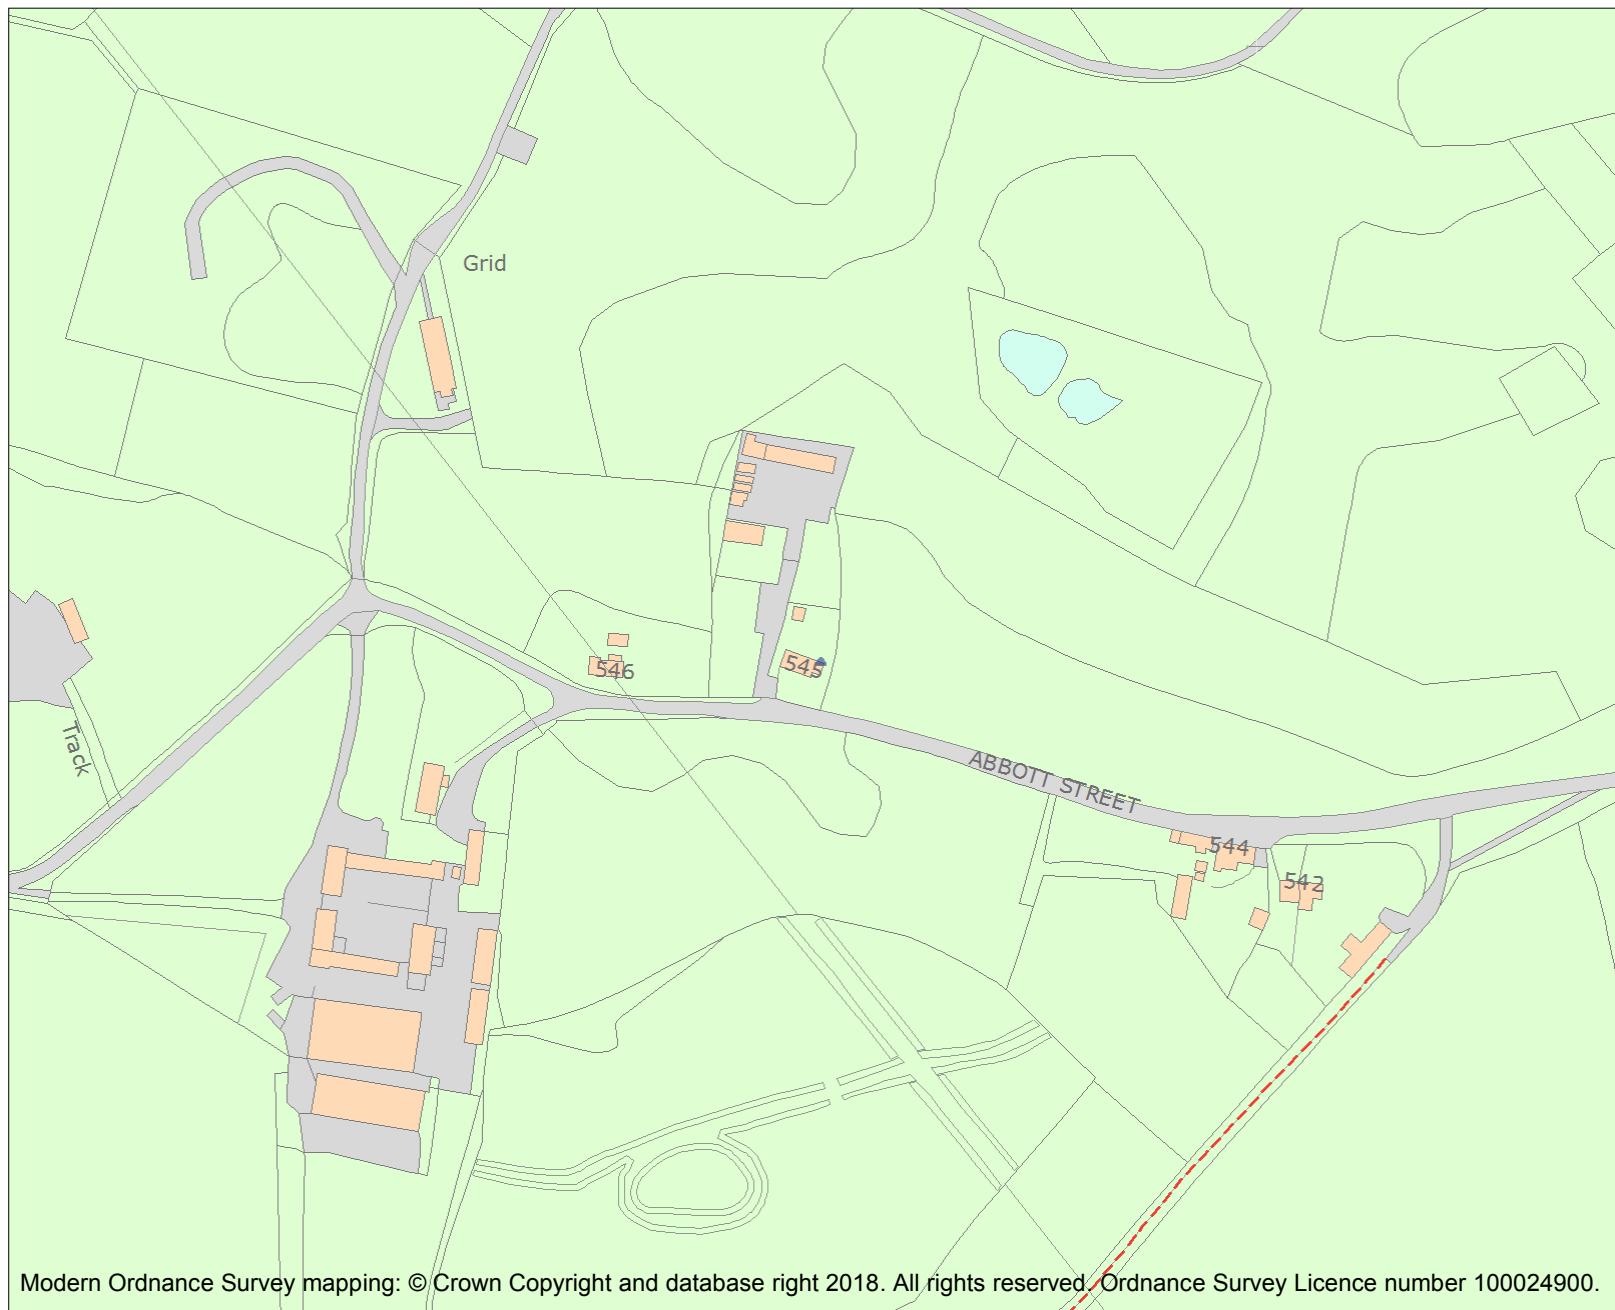 Grid
546
545
Track
ABBOTT STREET
544
542
Modern Ordnance Survey mapping: © Crown Copyright and database right 2018. All rights reserved. Ordnance Survey Licence number 100024900.